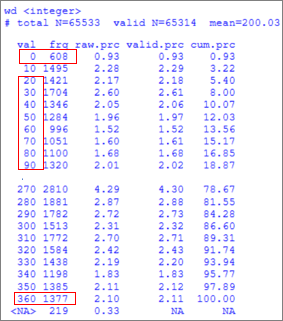 wd <integer>
# total N=65533 valid N=65314 mean=200.03
val frq raw.prc valid.prc cum.prc
0 608 0.93 0.93 0.93
10 1495 2.28 2.29 3.22
20 1421 2.17 2.18 5.40
30 1704 2.60 2.61 8.00
40 1346 2.05 2.06 10.07
50 1284 1.96 1.97 12.03
60 996 1.52 1.52 13.56
70 1051 1.60 1.61 15.17
80 1100 1.68 1.68 16.85
90 1320 2.01 2.02 18.87
.
270 2810 4.29 4.30 78.67
280 1881 2.87 2.88 81.55
290 1782 2.72 2.73 84.28
300 1513 2.31 2.32 86.60
310 1772 2.70 2.71 89.31
320 1584 2.42 2.43 91.74
330 1438 2.19 2.20 93.94
340 1198 1.83 1.83 95.77
350 1385 2.11 2.12 97.89
360 1377 2.10 2.11 100.00
<NA> 219 0.33 NA NA